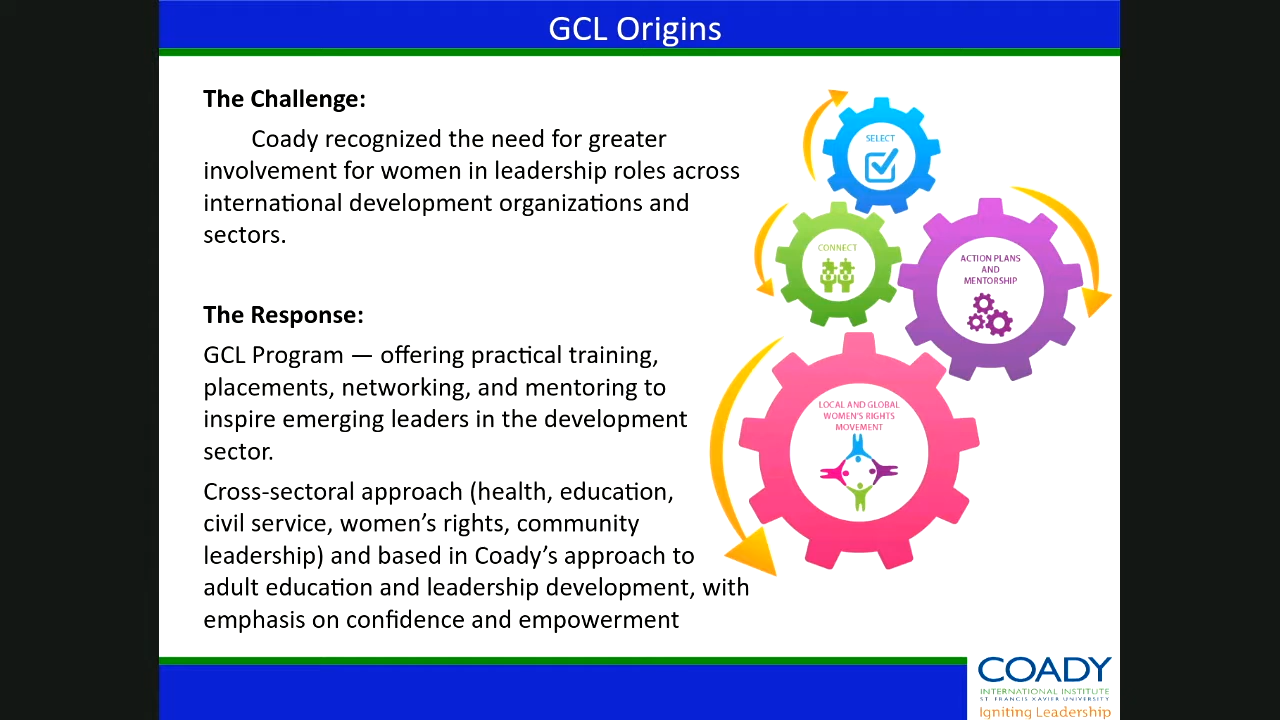 GCL Origins
The Challenge:
Coady recognized the need for greater
involvement for women in leadership roles across
international development organizations and
sectors.
The Response:
GCL Program — offering practical training,
placements, networking, and mentoring to
inspire emerging leaders in the development
sector.
Cross-sectoral approach (health, education,
civil service, women's rights, community
leadership) and based in Coady's approach to
adult education and leadership development, with
emphasis on confidence and empowerment
SELECT
CONNECT
ACTION PLANS
AND
MENTORSHIP
LOCAL AND GLOBAL
WOMEN'S RIGHTS
MOVEMENT
COADY
INTERNATIONAL INSTITUTE
ST. FRANCIS XAVIER UNIVERSITY
Igniting Leadership